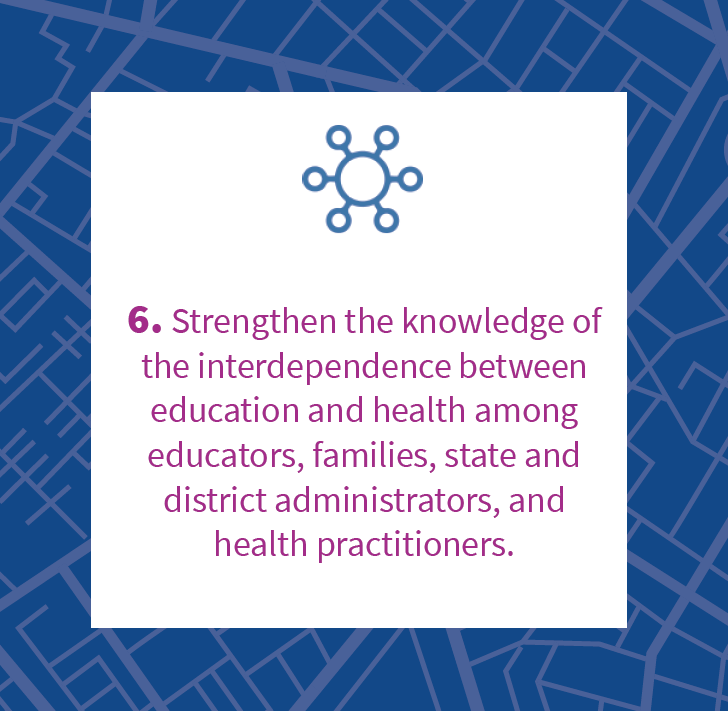 6. Strengthen the knowledge of
the interdependence between
education and health among
educators, families, state and
district administrators, and
health practitioners.